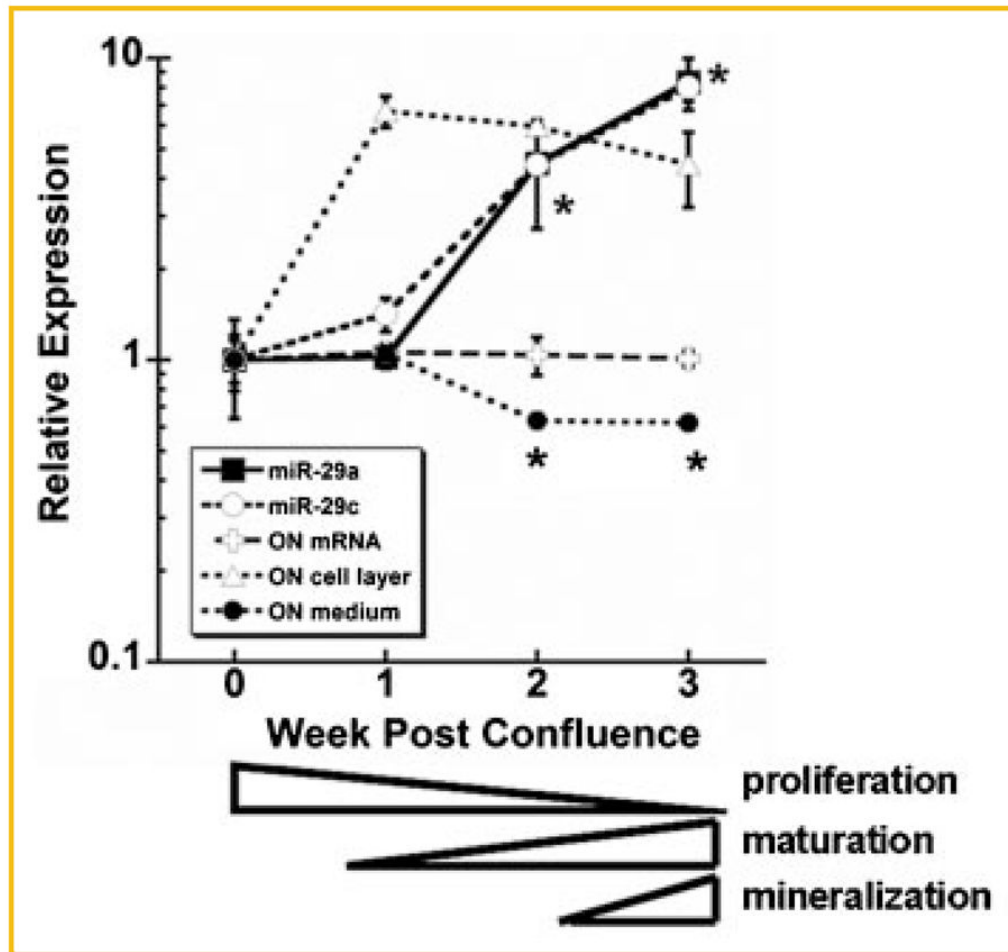 10
*
*
1
*
*
0.1
Relative Expression
miR-29a
miR-29c
ON mRNA
ON cell layer
ON medium
0 1 2 3
Week Post Confluence
proliferation
maturation
mineralization